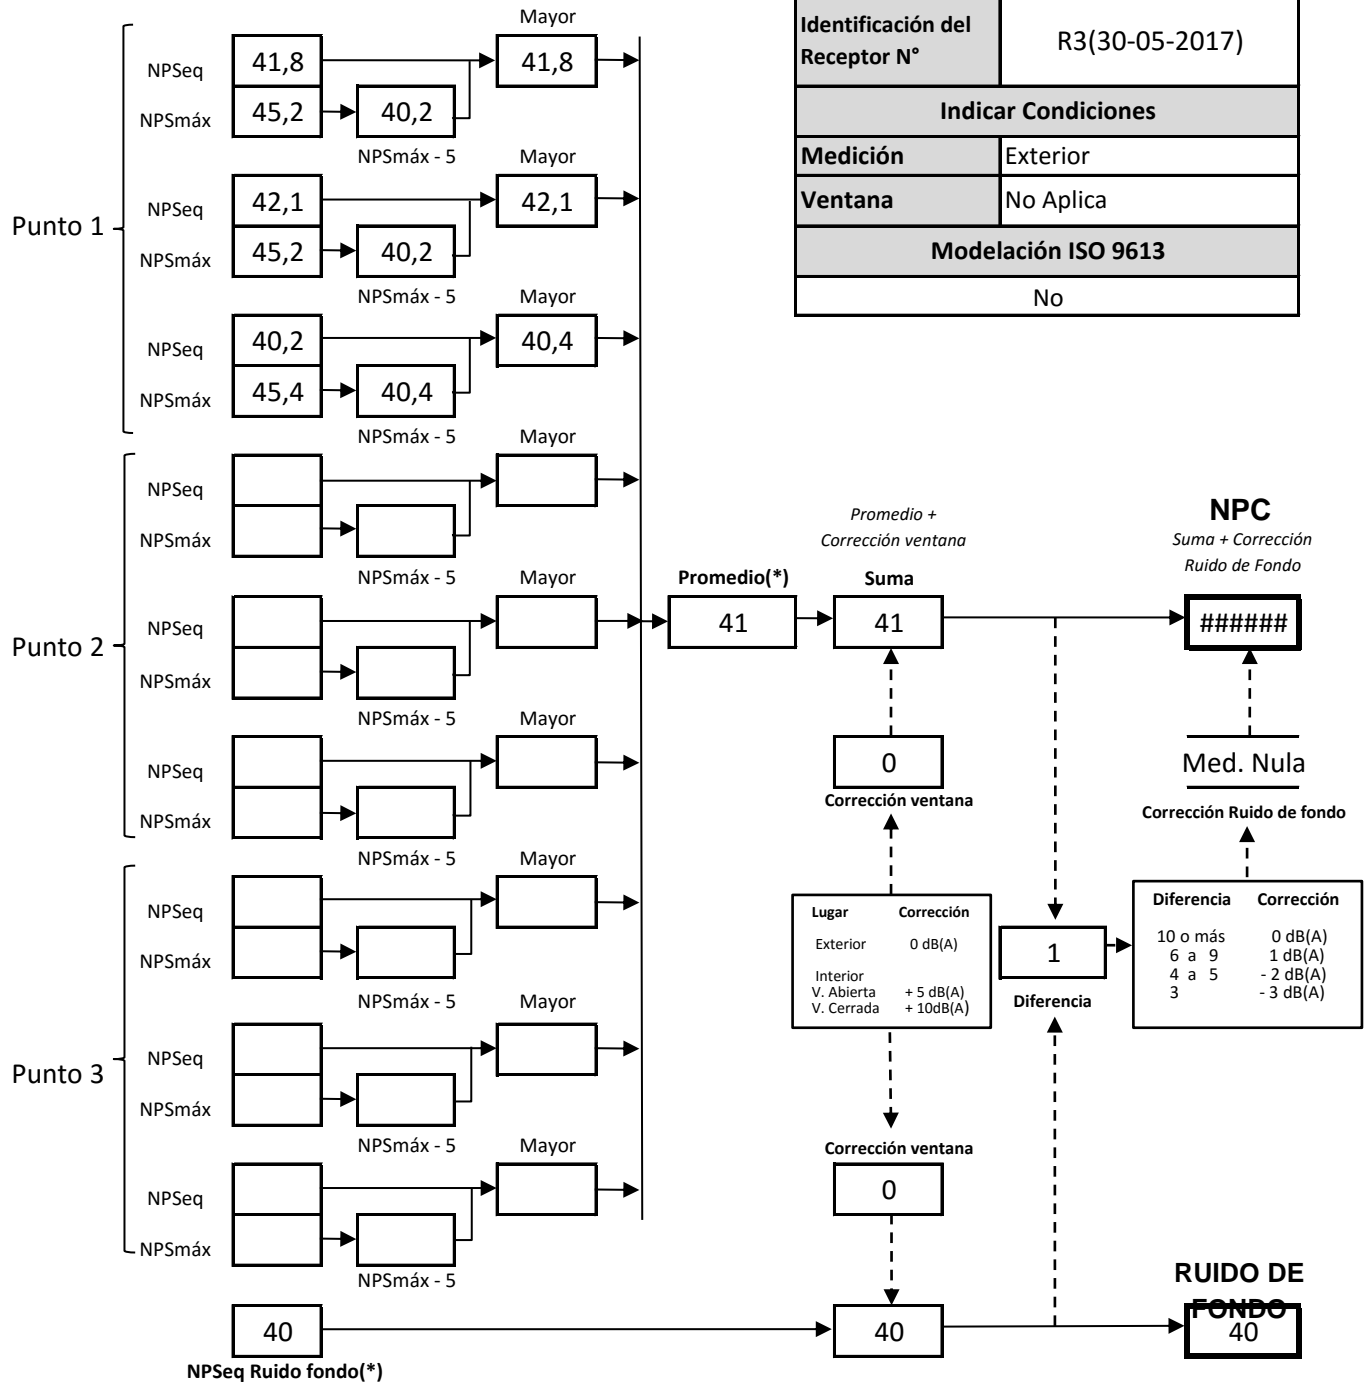 Identificación del Receptor N°
R3(30-05-2017)
Indicar Condiciones
Medición Exterior
Ventana No Aplica
Modelación ISO 9613
No
Mayor
NPSeq 41,8 41,8
NPSmáx 45,2 40,2
NPSmáx - 5 Mayor
Punto 1
NPSeq 42,1 42,1
NPSmáx 45,2 40,2
NPSmáx - 5 Mayor
NPSeq 40,2 40,4
NPSmáx 45,4 40,4
NPSmáx - 5 Mayor
NPSeq
NPSmáx
NPSmáx - 5 Mayor
Punto 2
NPSeq
NPSmáx
NPSmáx - 5 Mayor
NPSeq
NPSmáx
NPSmáx - 5 Mayor
NPSeq
NPSmáx
NPSmáx - 5 Mayor
Punto 3
NPSeq
NPSmáx
NPSmáx - 5 Mayor
NPSeq
NPSmáx
NPSmáx - 5
40
NPSeq Ruido fondo(*)
Promedio(*)
41
Promedio +
Corrección ventana
Suma
41
0
Corrección ventana
Lugar Corrección
Exterior 0 dB(A)
Interior
V. Abierta + 5 dB(A)
V. Cerrada + 10dB(A)
Corrección ventana
0
40
1
Diferencia
NPC
Suma + Corrección
Ruido de Fondo
######
Med. Nula
Corrección Ruido de fondo
Diferencia Corrección
10 o más 0 dB(A)
6 a 9 1 dB(A)
4 a 5 - 2 dB(A)
3 - 3 dB(A)
RUIDO DE
FONDO
40